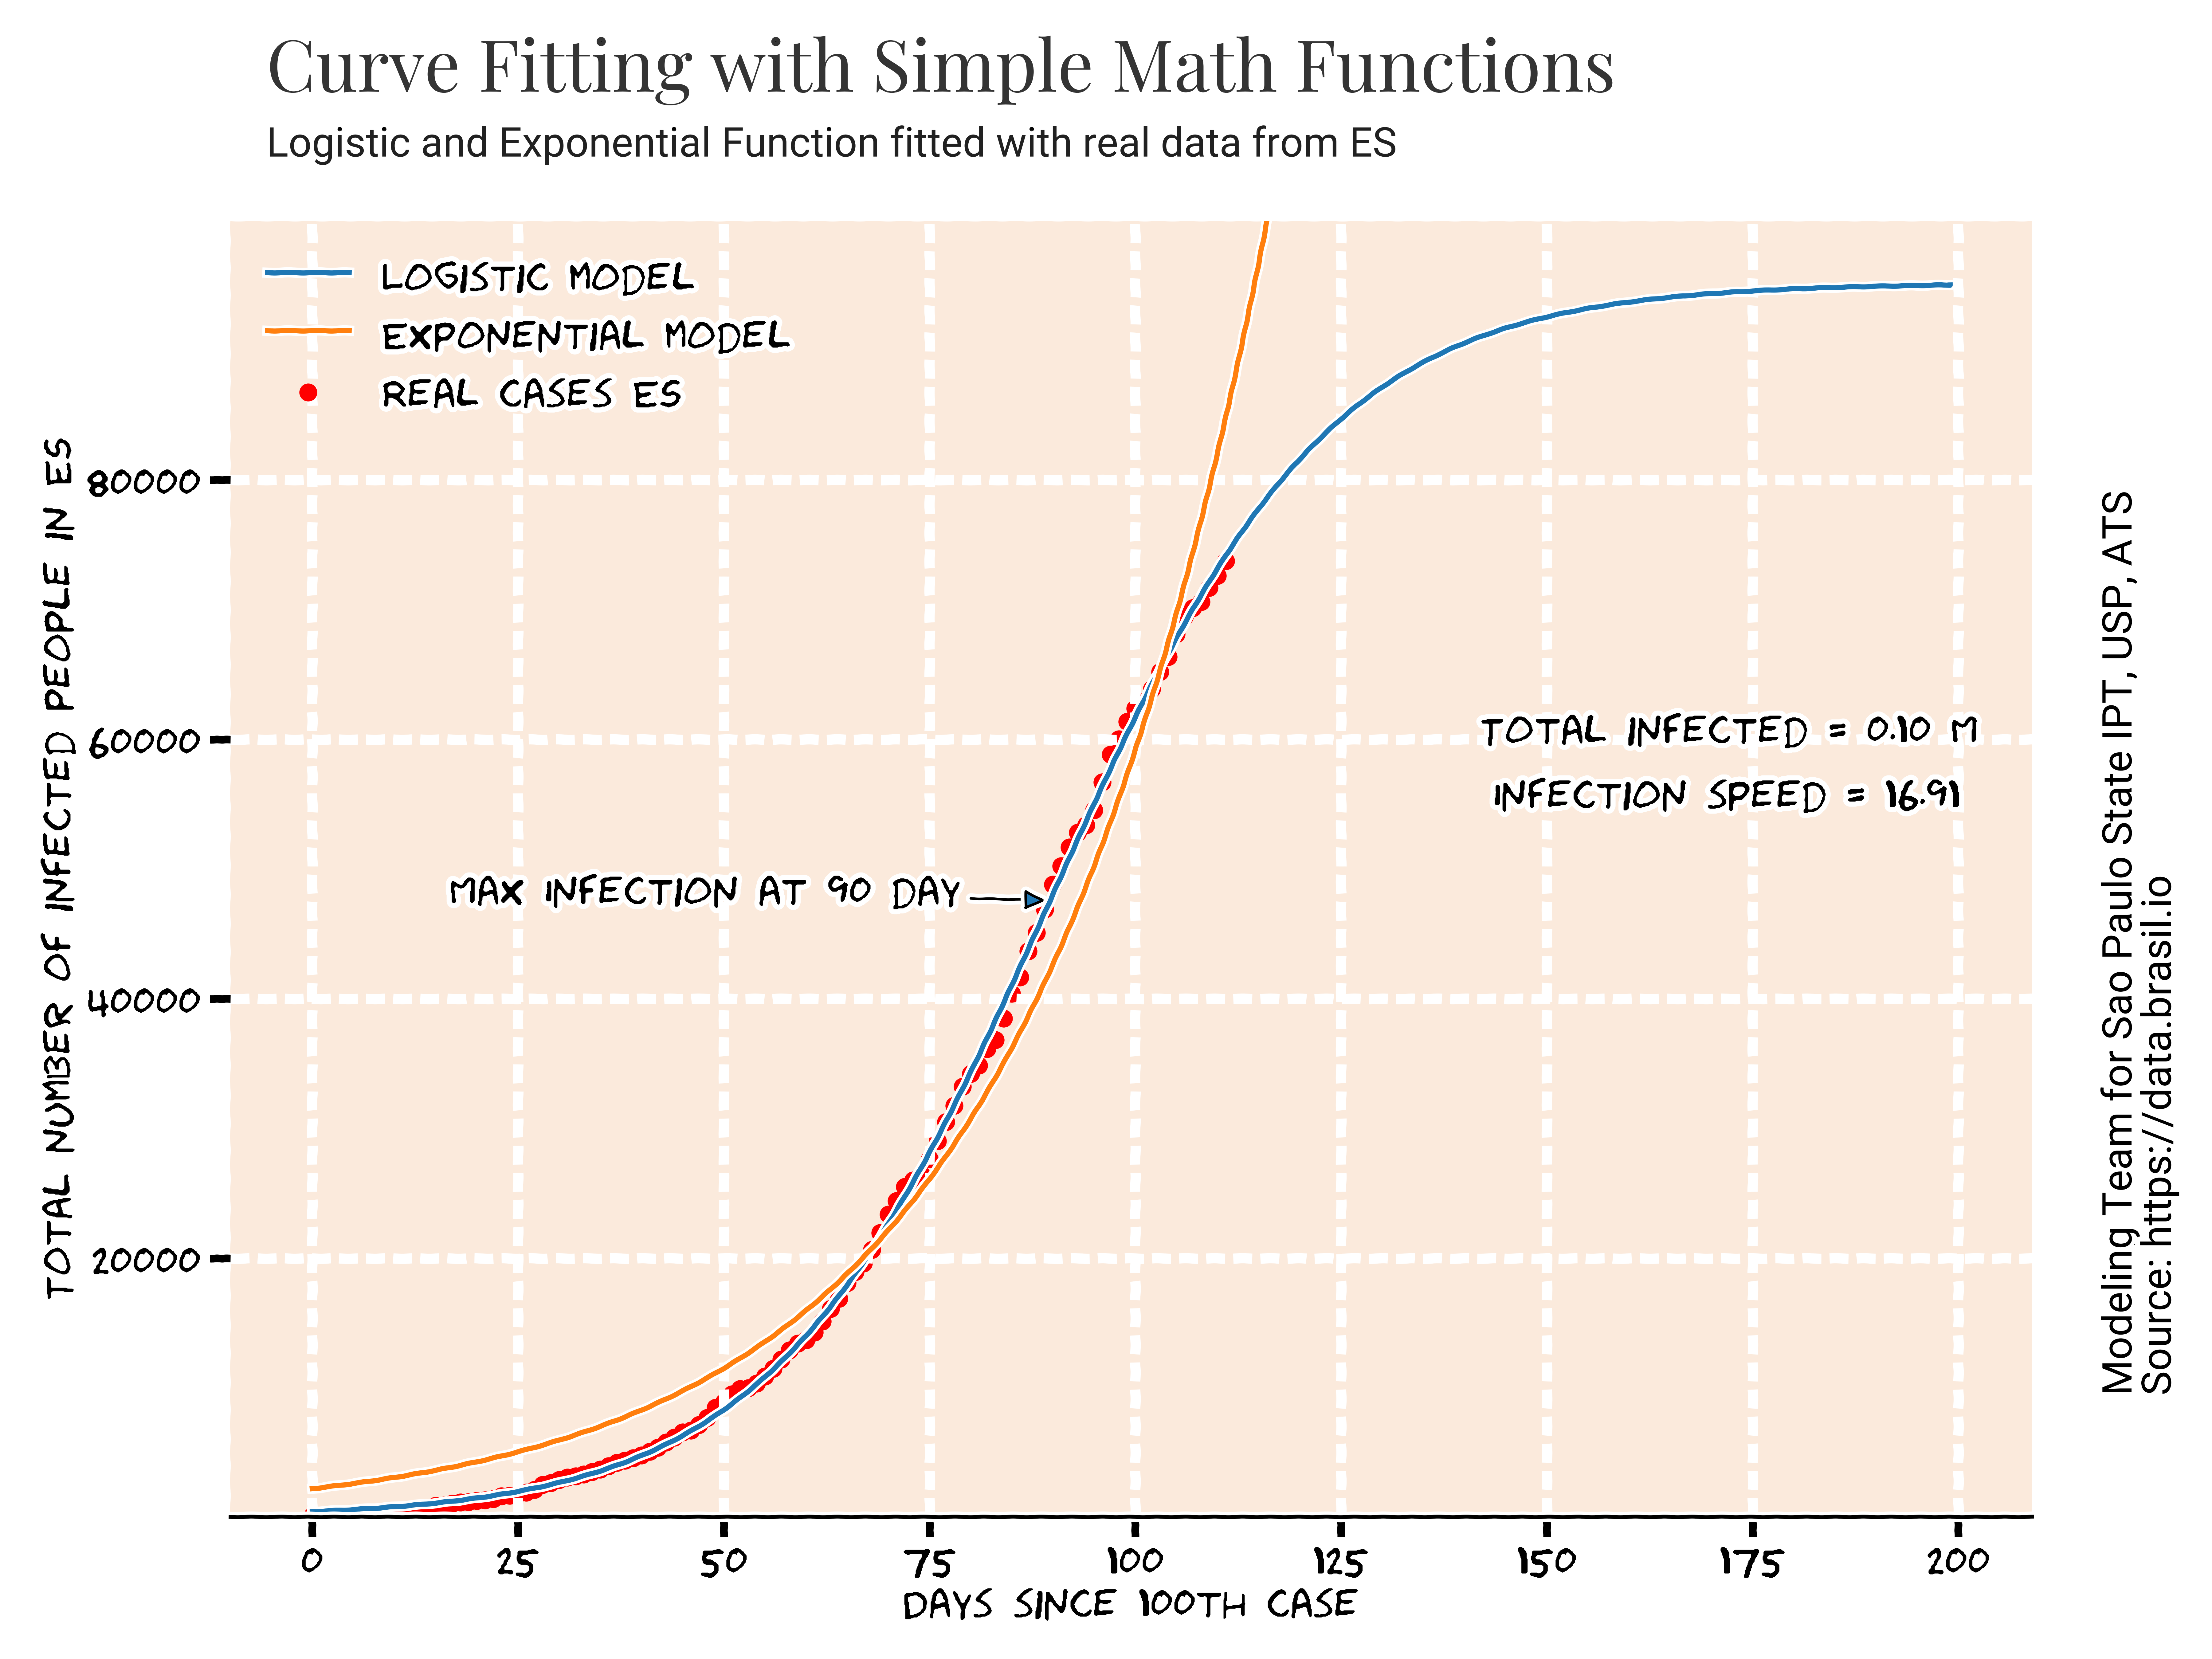 Curve Fitting with Simple Math Functions
Logistic and Exponential Function fitted with real data from ES
LOGISTIC MODEL
EXPONENTIAL MODEL
REAL CASES ES
TOTAL NUMBER OF INFECTED PEOPLE IN ES
80000
60000
40000
20000
TOTAL INFECTED = 0.10 M
INFECTION SPEED = 16.91
MAX INFECTION AT 90 DAY
0 25 50 75 100 125 150 175 200
DAYS SINCE 100TH CASE
Modeling Team for Sao Paulo State IPT, USP, ATS
Source: https://data.brasil.io